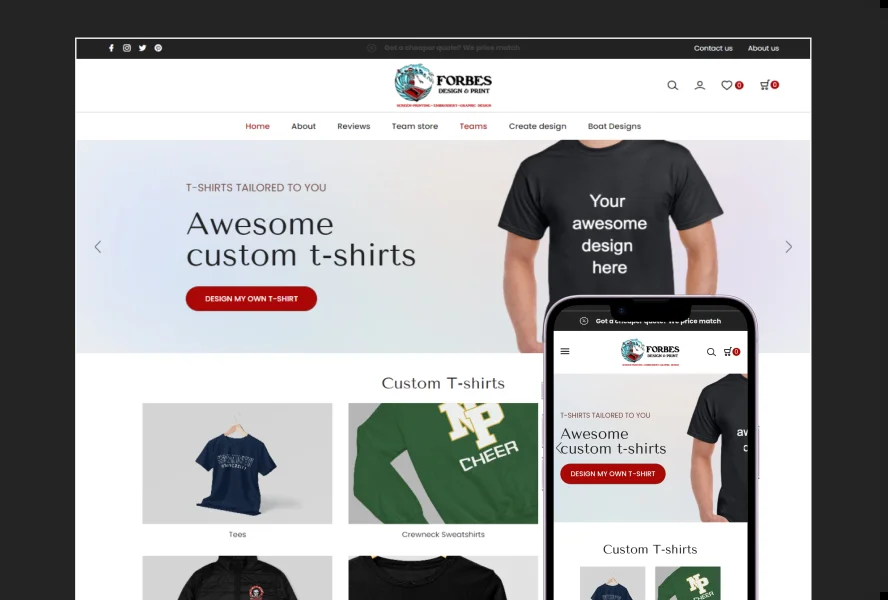 Got a cheaper quote? We price match
Contact us
About us
FORBES
DESIGN & PRINT
SCREEN-PRINTING • EMBROIDERY • GRAPHIC DESIGN
0
0
Home
About
Reviews
Team store
Teams
Create design
Boat Designs
T-SHIRTS TAILORED TO YOU
Awesome
custom t-shirts
DESIGN MY OWN T-SHIRT
Your
awesome
design
here
Custom T-shirts
UNIVERSITY
Tees
NP
CHEER
Crewneck Sweatshirts
Got a cheaper quote? We price match
FORBES
DESIGN & PRINT
0
T-SHIRTS TAILORED TO YOU
Awesome
custom t-shirts
DESIGN MY OWN T-SHIRT
Custom T-shirts
NP
CHEER